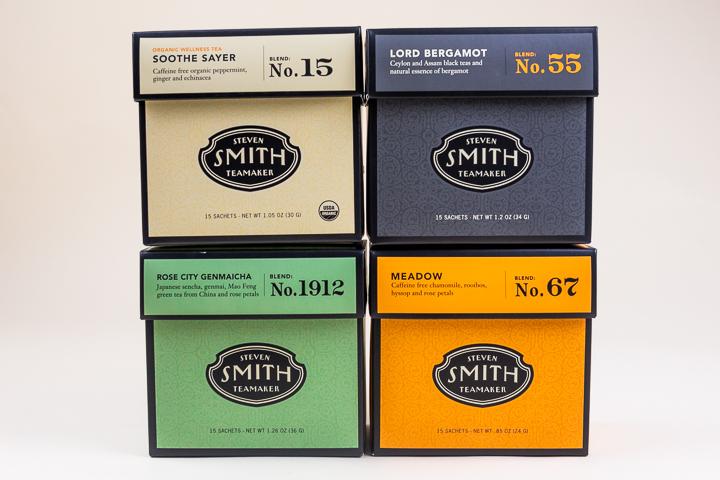 ORGANIC WELLNESS TEA
SOOTHE SAYER
Caffeine free organic peppermint,
ginger and echinacea
BLEND:
No.15
STEVEN
SMITH
TEAMAKER
USDA
ORGANIC
15 SACHETS - NET WT 1.05 OZ (30 G)
LORD BERGAMOT
Ceylon and Assam black teas and
natural essence of bergamot
BLEND:
No.55
STEVEN
SMITH
TEAMAKER
15 SACHETS - NET WT 1.2 OZ (34 G)
ROSE CITY GENMAICHA
Japanese sencha, genmai, Mao Feng
green tea from China and rose petals
BLEND:
No.1912
STEVEN
SMITH
TEAMAKER
15 SACHETS - NET WT 1.26 OZ (36 G)
MEADOW
Caffeine free chamomile, rooibos,
hyssop and rose petals
BLEND:
No.67
STEVEN
SMITH
TEAMAKER
15 SACHETS - NET WT .85 OZ (24 G)